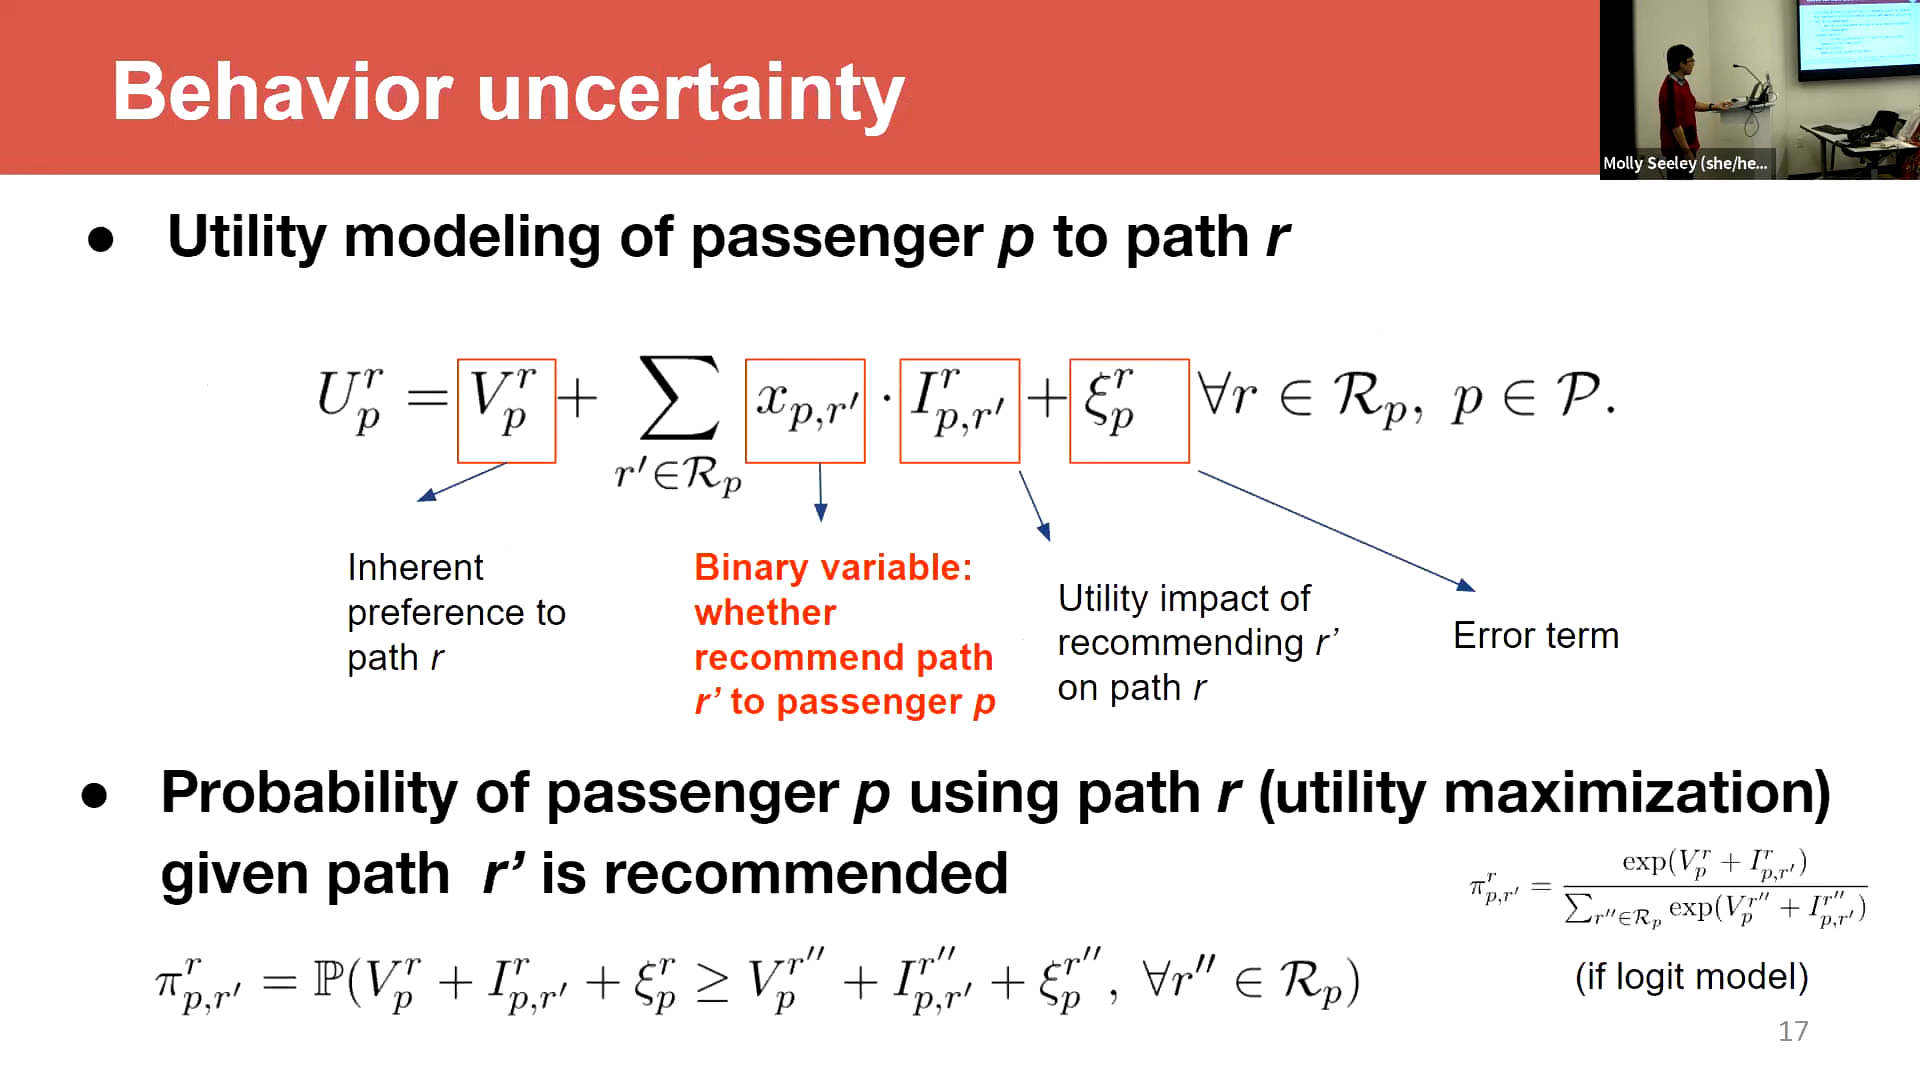 Behavior uncertainty
Molly Seeley (she/he...
● Utility modeling of passenger p to path r
U_p^r = V_p^r + ∑_{r′∈ℛ_p} x_{p,r′} · I_{p,r′}^r + ξ_p^r ∀r ∈ ℛ_p, p ∈ 𝒫.
Inherent
preference to
path r
Binary variable:
whether
recommend path
r’ to passenger p
Utility impact of
recommending r’
on path r
Error term
● Probability of passenger p using path r (utility maximization)
given path r’ is recommended
π_{p,r′}^r = exp(V_p^r + I_{p,r′}^r) / ∑_{r″∈ℛ_p} exp(V_p^{r″} + I_{p,r′}^{r″})
(if logit model)
π_{p,r′}^r = ℙ(V_p^r + I_{p,r′}^r + ξ_p^r ≥ V_p^{r″} + I_{p,r′}^{r″} + ξ_p^{r″}, ∀r″ ∈ ℛ_p)
17